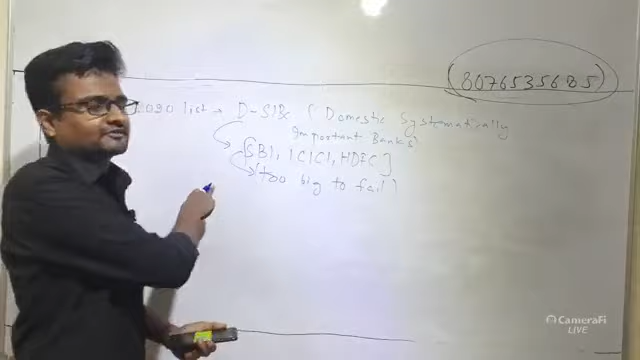 8076535685
2020 list → D-SIBs ( Domestic Systematically
Important Banks)
[SBI, ICICI, HDFC]
(too big to fail)
CameraFi
LIVE